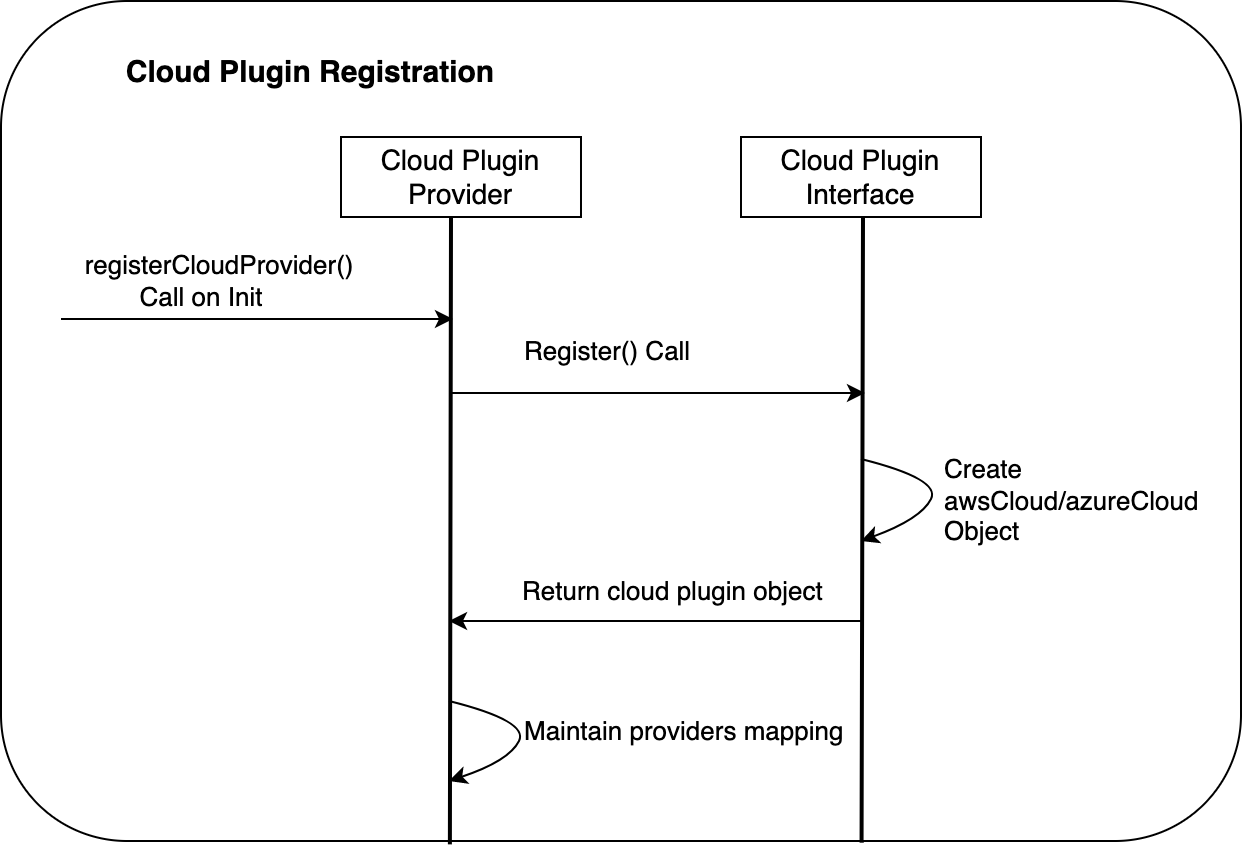 Cloud Plugin Registration
Cloud Plugin
Provider
Cloud Plugin
Interface
registerCloudProvider()
Call on Init
Register() Call
Create
awsCloud/azureCloud
Object
Return cloud plugin object
Maintain providers mapping